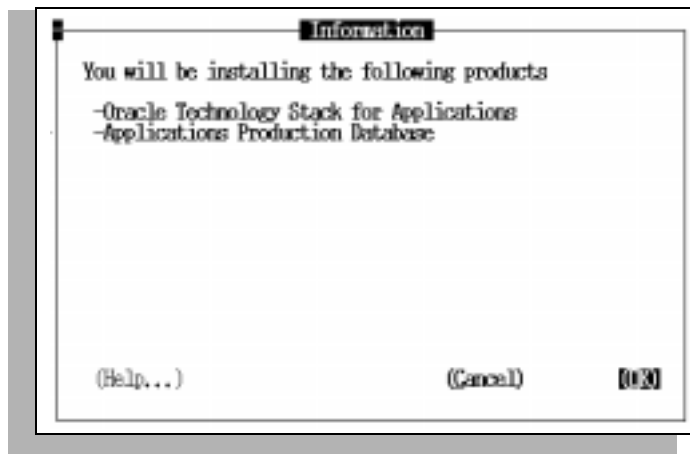 Information
You will be installing the following products
-Oracle Technology Stack for Applications
-Applications Production Database
(Help...)
(Cancel)
(OK)